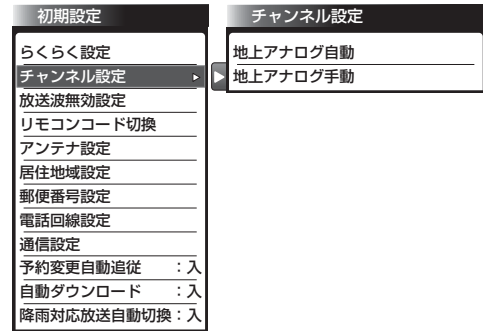 初期設定
らくらく設定
チャンネル設定
放送波無効設定
リモコンコード切換
アンテナ設定
居住地域設定
郵便番号設定
電話回線設定
通信設定
予約変更自動追従 ：入
自動ダウンロード ：入
降雨対応放送自動切換：入
チャンネル設定
地上アナログ自動
地上アナログ手動